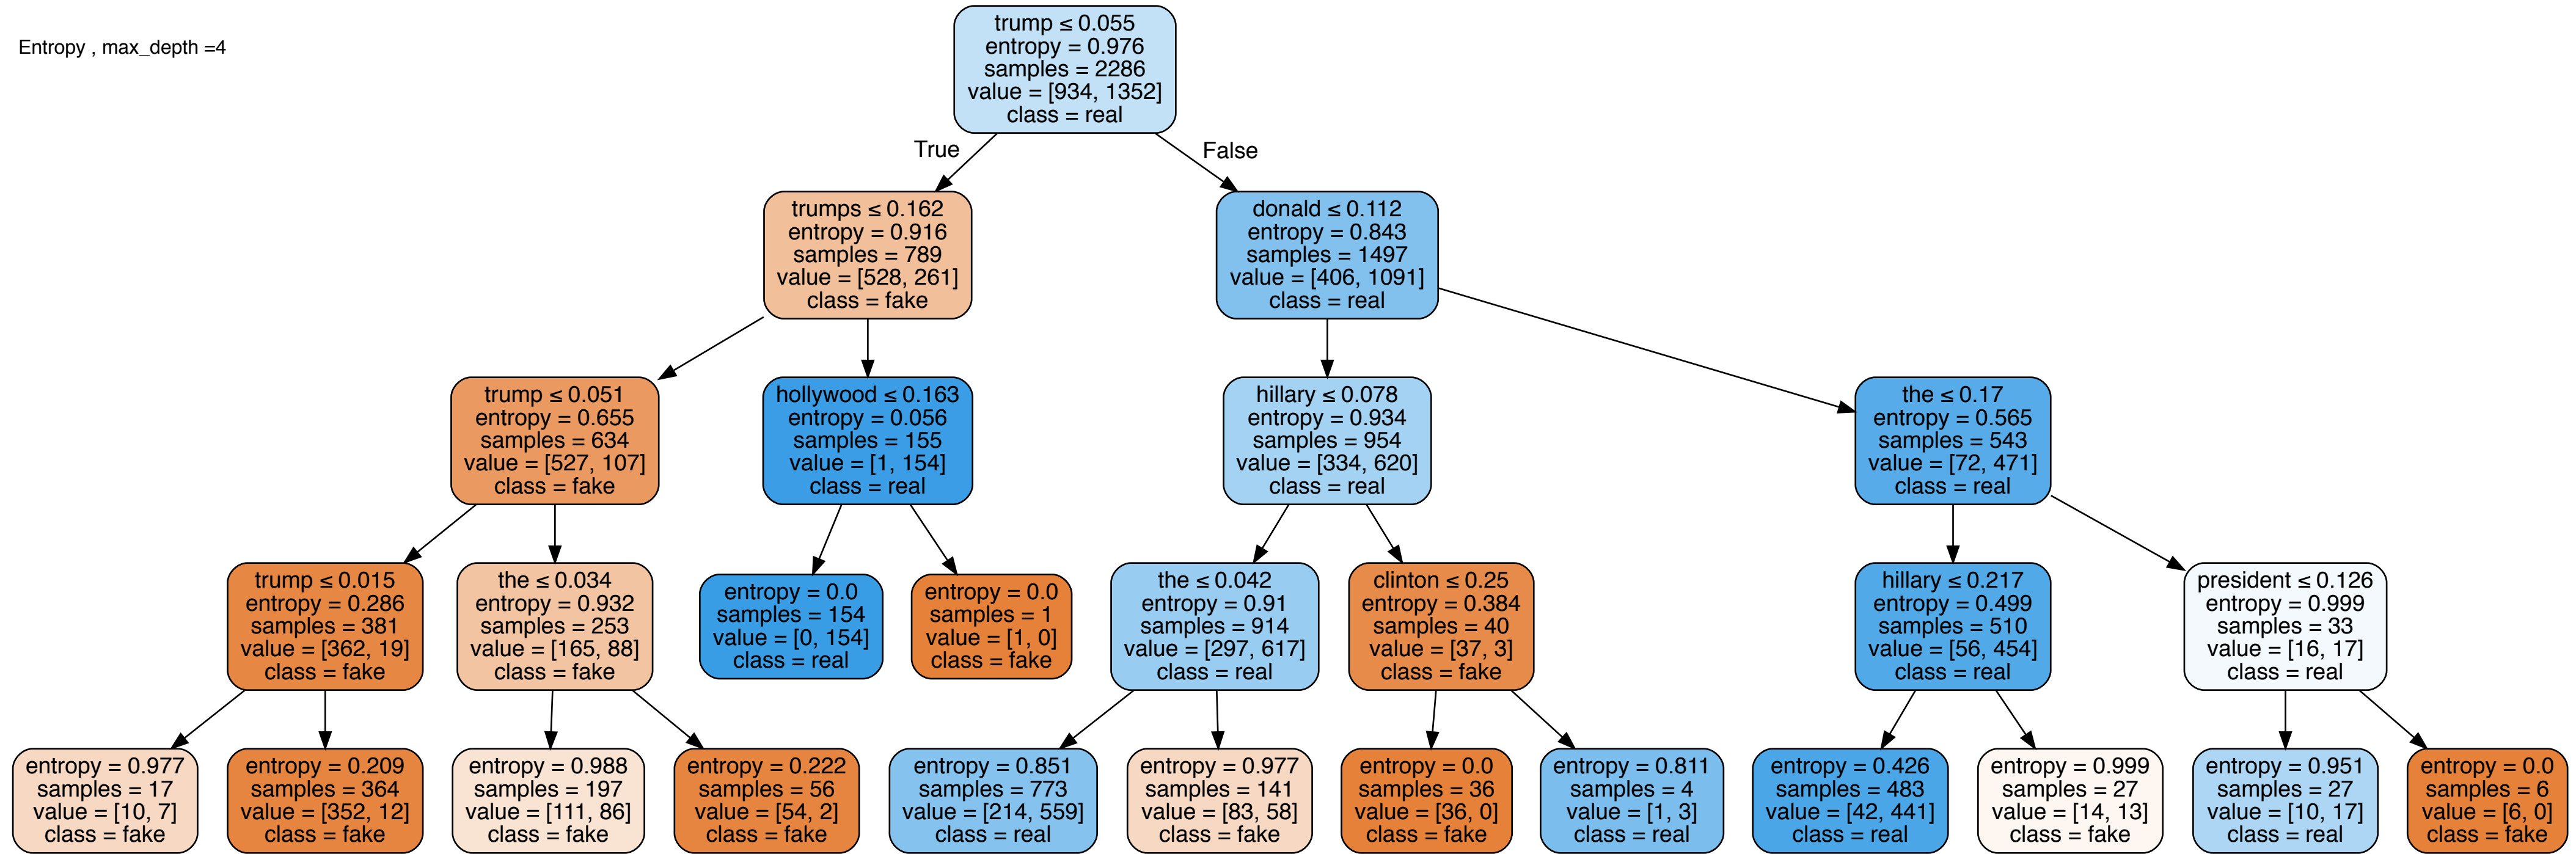 Entropy , max_depth =4
trump ≤ 0.055
entropy = 0.976
samples = 2286
value = [934, 1352]
class = real
True
False
trumps ≤ 0.162
entropy = 0.916
samples = 789
value = [528, 261]
class = fake
donald ≤ 0.112
entropy = 0.843
samples = 1497
value = [406, 1091]
class = real
trump ≤ 0.051
entropy = 0.655
samples = 634
value = [527, 107]
class = fake
hollywood ≤ 0.163
entropy = 0.056
samples = 155
value = [1, 154]
class = real
hillary ≤ 0.078
entropy = 0.934
samples = 954
value = [334, 620]
class = real
the ≤ 0.17
entropy = 0.565
samples = 543
value = [72, 471]
class = real
trump ≤ 0.015
entropy = 0.286
samples = 381
value = [362, 19]
class = fake
the ≤ 0.034
entropy = 0.932
samples = 253
value = [165, 88]
class = fake
entropy = 0.0
samples = 154
value = [0, 154]
class = real
entropy = 0.0
samples = 1
value = [1, 0]
class = fake
the ≤ 0.042
entropy = 0.91
samples = 914
value = [297, 617]
class = real
clinton ≤ 0.25
entropy = 0.384
samples = 40
value = [37, 3]
class = fake
hillary ≤ 0.217
entropy = 0.499
samples = 510
value = [56, 454]
class = real
president ≤ 0.126
entropy = 0.999
samples = 33
value = [16, 17]
class = real
entropy = 0.977
samples = 17
value = [10, 7]
class = fake
entropy = 0.209
samples = 364
value = [352, 12]
class = fake
entropy = 0.988
samples = 197
value = [111, 86]
class = fake
entropy = 0.222
samples = 56
value = [54, 2]
class = fake
entropy = 0.851
samples = 773
value = [214, 559]
class = real
entropy = 0.977
samples = 141
value = [83, 58]
class = fake
entropy = 0.0
samples = 36
value = [36, 0]
class = fake
entropy = 0.811
samples = 4
value = [1, 3]
class = real
entropy = 0.426
samples = 483
value = [42, 441]
class = real
entropy = 0.999
samples = 27
value = [14, 13]
class = fake
entropy = 0.951
samples = 27
value = [10, 17]
class = real
entropy = 0.0
samples = 6
value = [6, 0]
class = fake